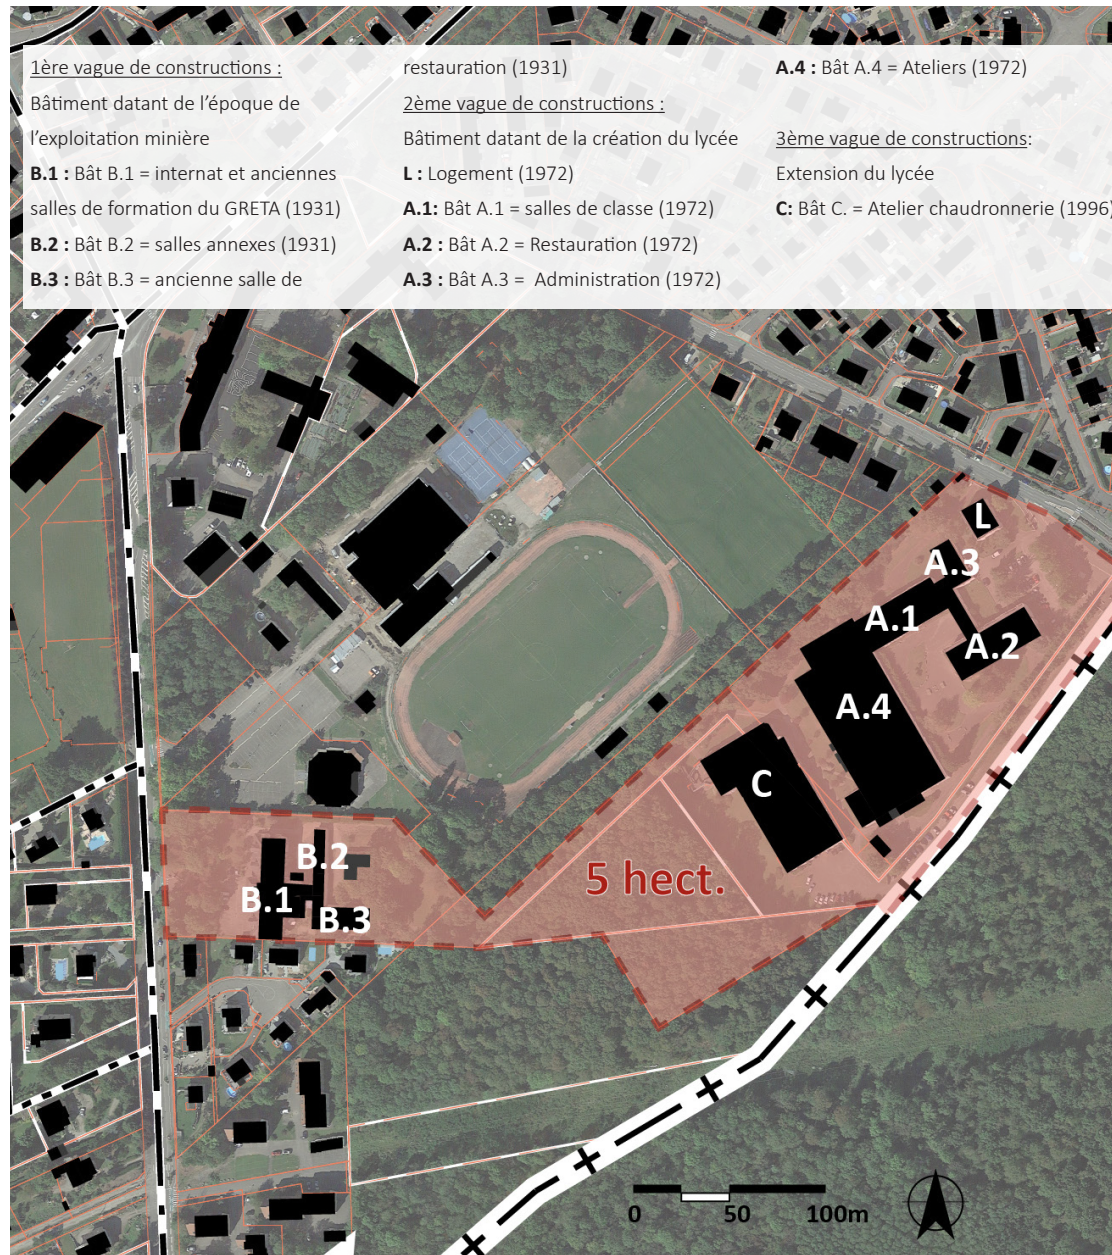 1ère vague de constructions :
Bâtiment datant de l'époque de
l'exploitation minière
B.1 : Bât B.1 = internat et anciennes
salles de formation du GRETA (1931)
B.2 : Bât B.2 = salles annexes (1931)
B.3 : Bât B.3 = ancienne salle de
restauration (1931)
2ème vague de constructions :
Bâtiment datant de la création du lycée
L : Logement (1972)
A.1: Bât A.1 = salles de classe (1972)
A.2 : Bât A.2 = Restauration (1972)
A.3 : Bât A.3 = Administration (1972)
A.4 : Bât A.4 = Ateliers (1972)
3ème vague de constructions:
Extension du lycée
C: Bât C. = Atelier chaudronnerie (1996)
L
A.3
A.1
A.2
A.4
C
B.2
5 hect.
B.1
B.3
0 50 100m